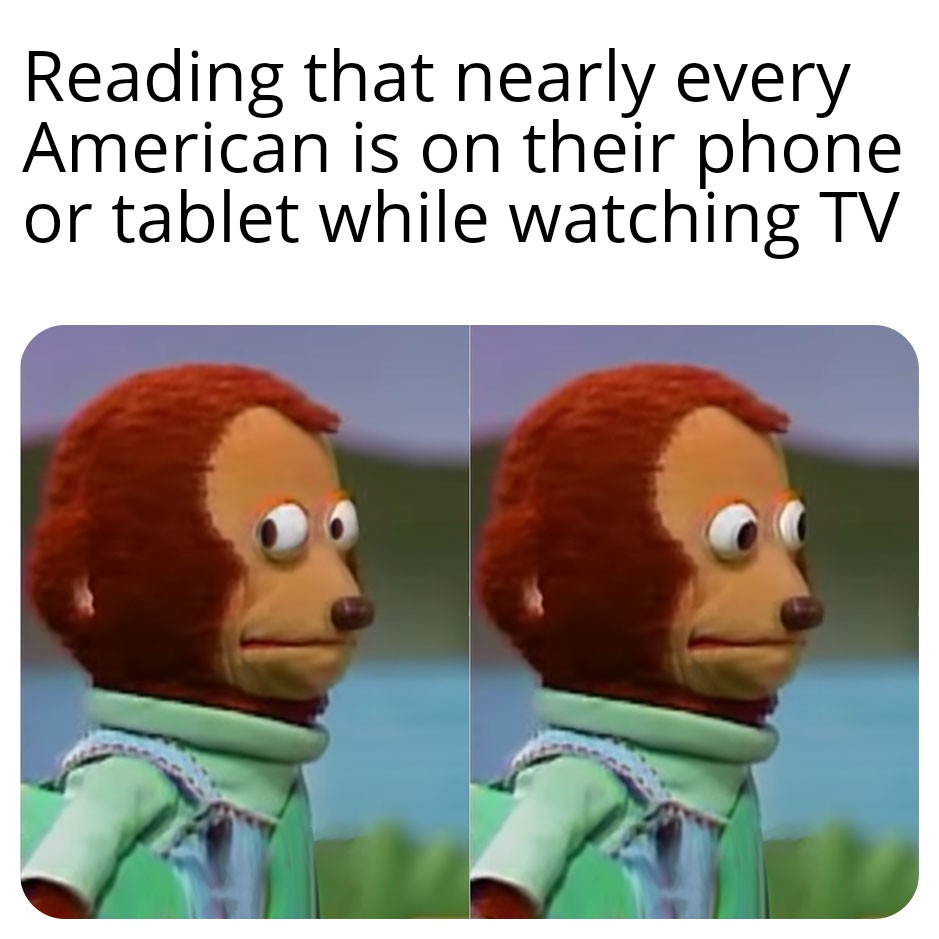 Reading that nearly every
American is on their phone
or tablet while watching TV